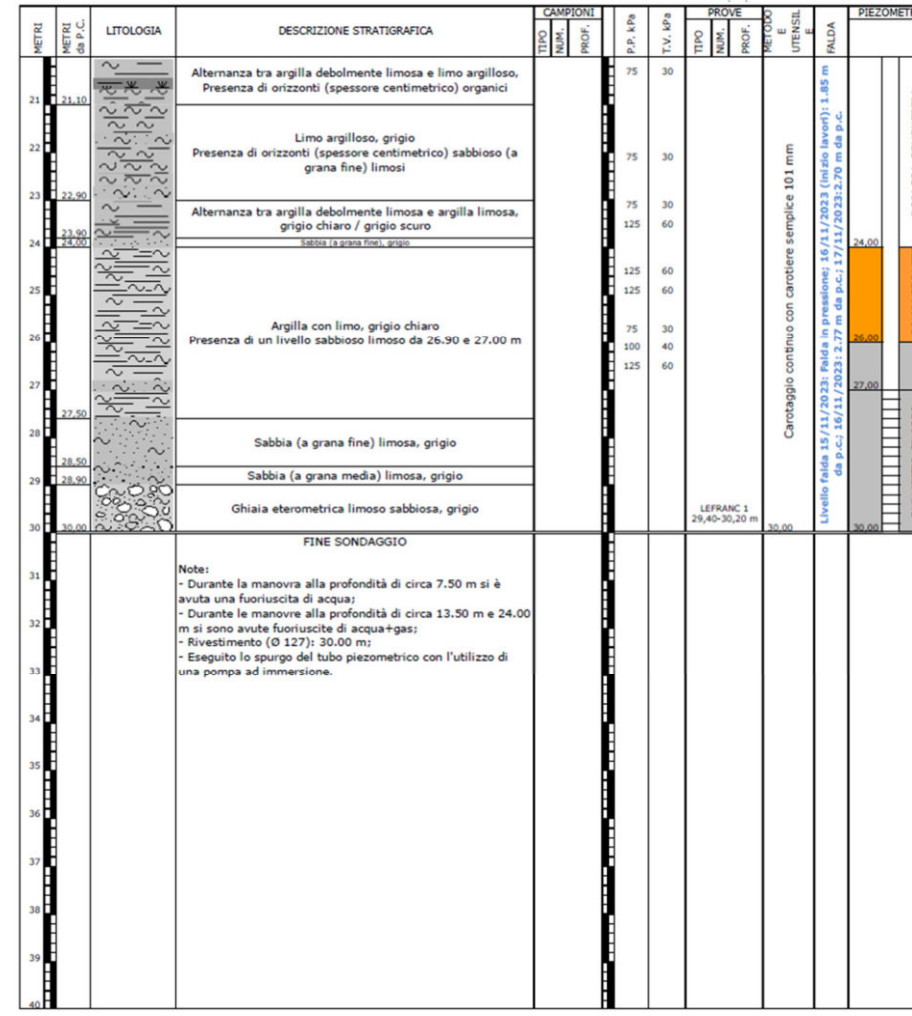 METRI
METRI da P.C.
LITOLOGIA
DESCRIZIONE STRATIGRAFICA
CAMPIONI
TIPO
NUM.
PROF.
P.P. kPa
T.V. kPa
PROVE
TIPO
NUM.
PROF.
METODO E UTENSIL E
FALDA
PIEZOMET
Alternanza tra argilla debolmente limosa e limo argilloso,
Presenza di orizzonti (spessore centimetrico) organici
75 30
21
21,10
Limo argilloso, grigio
22
Presenza di orizzonti (spessore centimetrico) sabbioso (a
grana fine) limosi
75 30
23
22,90
75 30
Alternanza tra argilla debolmente limosa e argilla limosa,
grigio chiaro / grigio scuro
125 60
23,90
24
24,00
Sabbia (a grana fine), grigio
24,00
125 60
25
125 60
Argilla con limo, grigio chiaro
75 30
26
Presenza di un livello sabbioso limoso da 26.90 e 27.00 m
100 40
26,00
125 60
27
27,00
27,50
28
Sabbia (a grana fine) limosa, grigio
28,50
Sabbia (a grana media) limosa, grigio
29
28,90
Ghiaia eterometrica limoso sabbiosa, grigio
LEFRANC 1
29,40-30,20 m
30
30,00
30,00
30,00
Carotaggio continuo con carotiere semplice 101 mm
Livello falda 15/11/2023: Falda in pressione; 16/11/2023 (inizio lavori): 1.85 m
da p.c.; 16/11/2023: 2.77 m da p.c.; 17/11/2023:2.70 m da p.c.
FINE SONDAGGIO
Note:
31
- Durante la manovra alla profondità di circa 7.50 m si è
avuta una fuoriuscita di acqua;
- Durante le manovre alla profondità di circa 13.50 m e 24.00
32
m si sono avute fuoriuscite di acqua+gas;
- Rivestimento (Ø 127): 30.00 m;
- Eseguito lo spurgo del tubo piezometrico con l'utilizzo di
33
una pompa ad immersione.
34
35
36
37
38
39
40